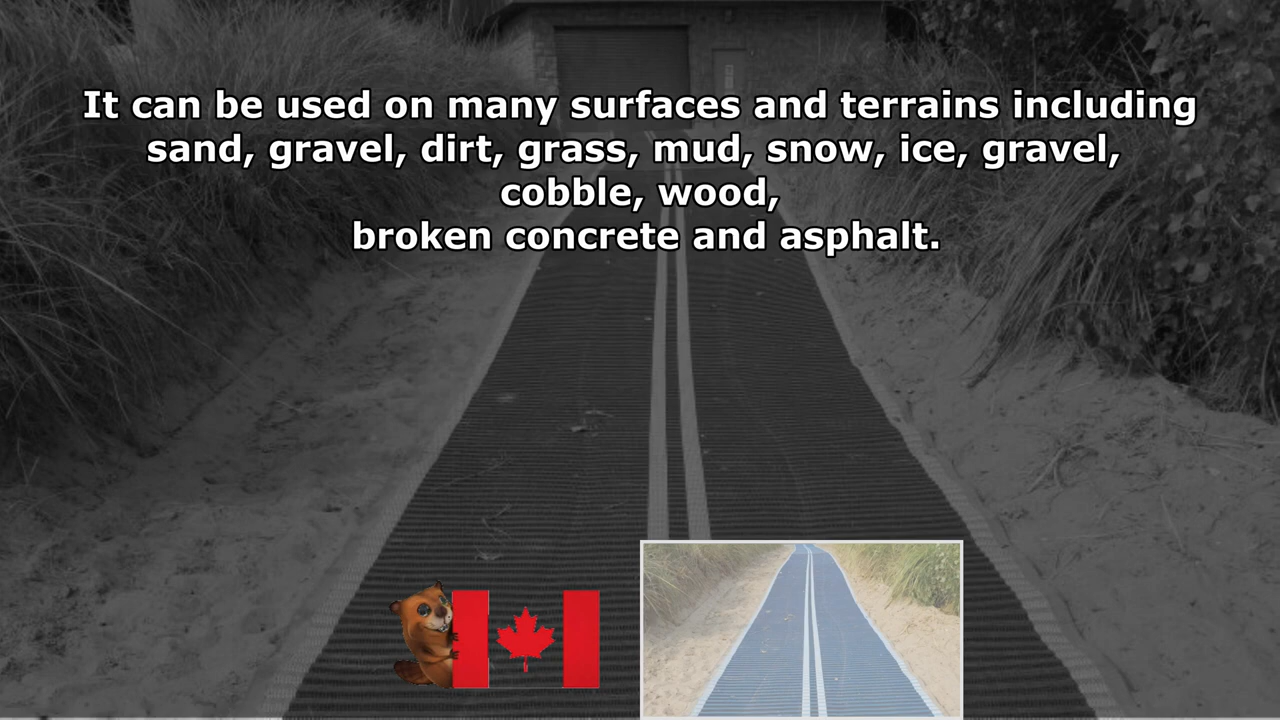 It can be used on many surfaces and terrains including
sand, gravel, dirt, grass, mud, snow, ice, gravel,
cobble, wood,
broken concrete and asphalt.